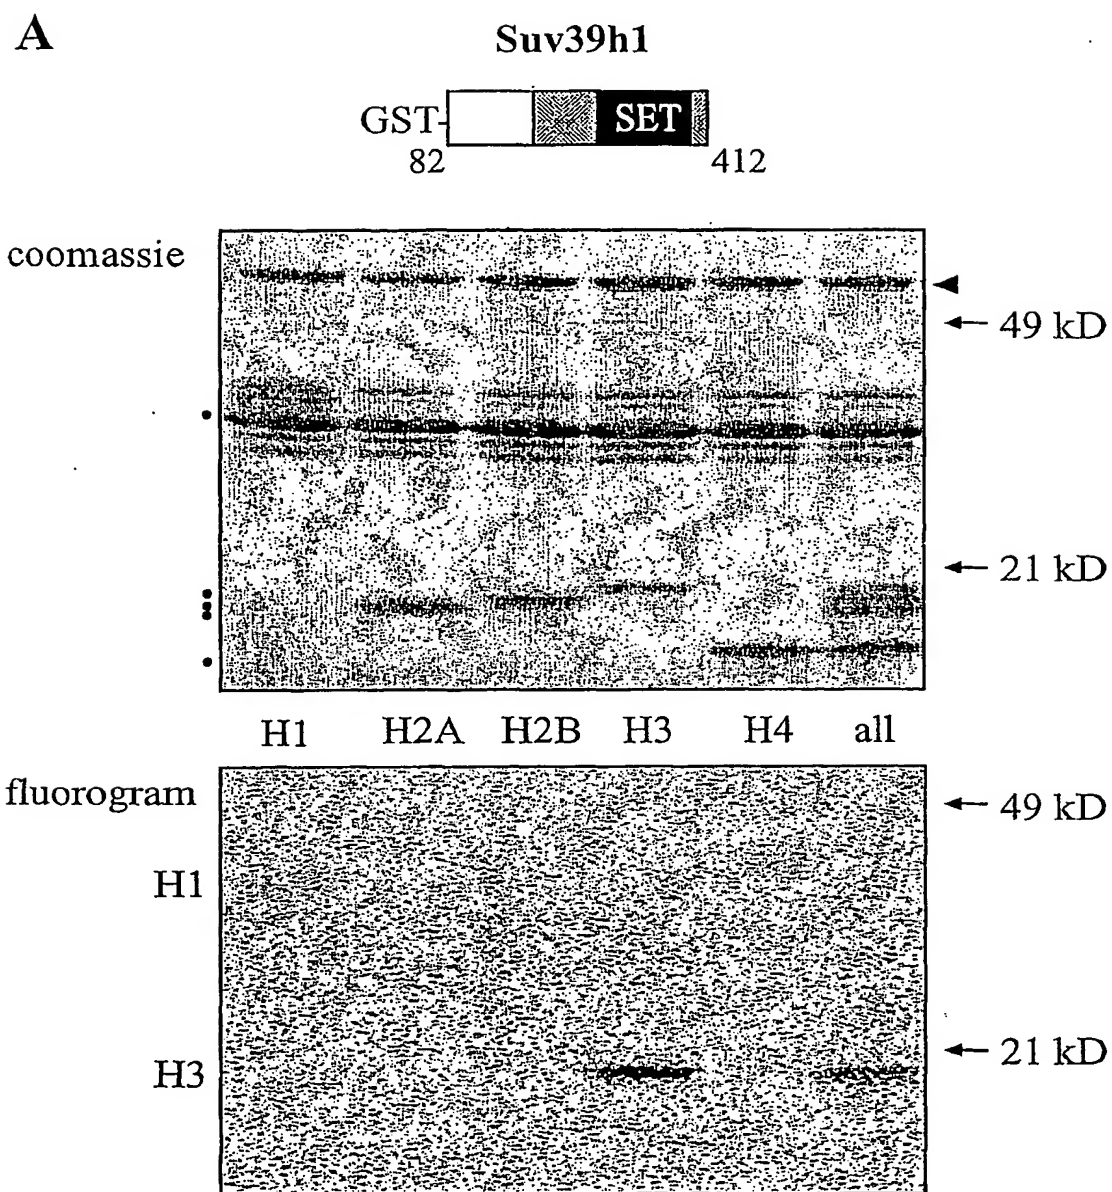 A
Suv39h1
GST-
SET
82
412
coomassie
49 kD
21 kD
H1 H2A H2B H3 H4 all
fluorogram
49 kD
H1
21 kD
H3